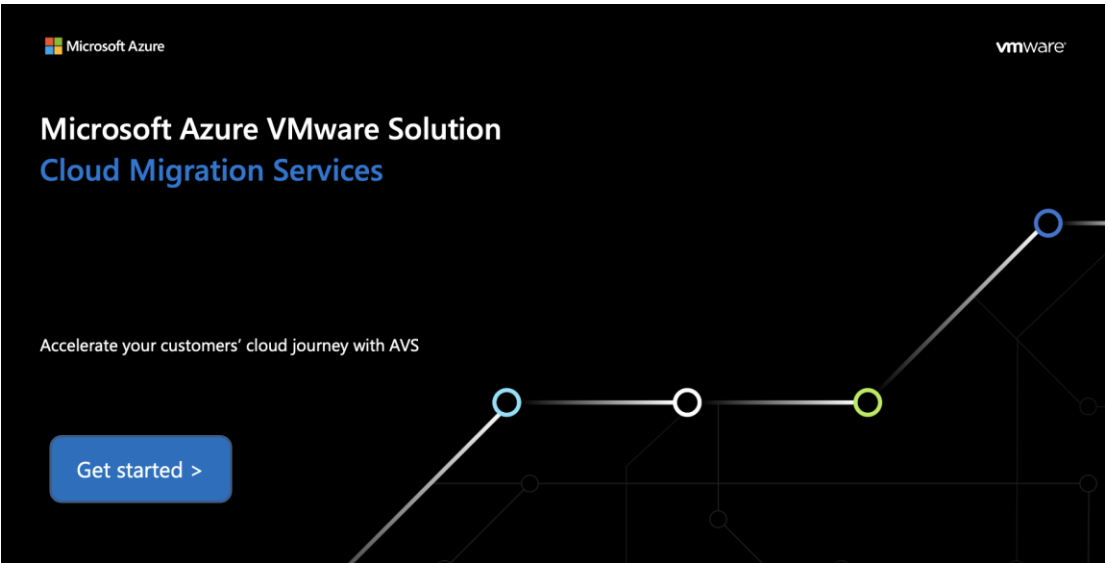 Microsoft Azure
vmware®
Microsoft Azure VMware Solution
Cloud Migration Services
Accelerate your customers’ cloud journey with AVS
Get started >